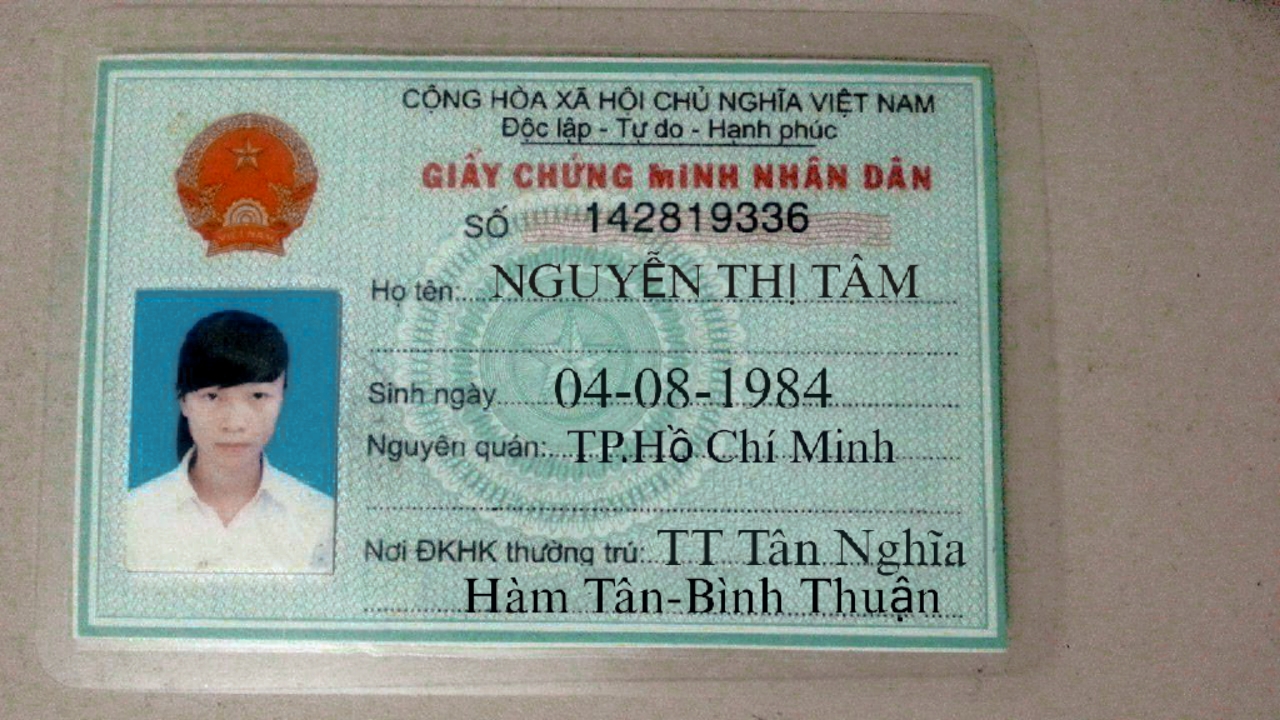 CỘNG HÒA XÃ HỘI CHỦ NGHĨA VIỆT NAM
Độc lập - Tự do - Hạnh phúc
GIẤY CHỨNG MINH NHÂN DÂN
SỐ 142819336
Họ tên: NGUYỄN THỊ TÂM
Sinh ngày 04-08-1984
Nguyên quán: TP.Hồ Chí Minh
Nơi ĐKHK thường trú: TT Tân Nghĩa
Hàm Tân-Bình Thuận